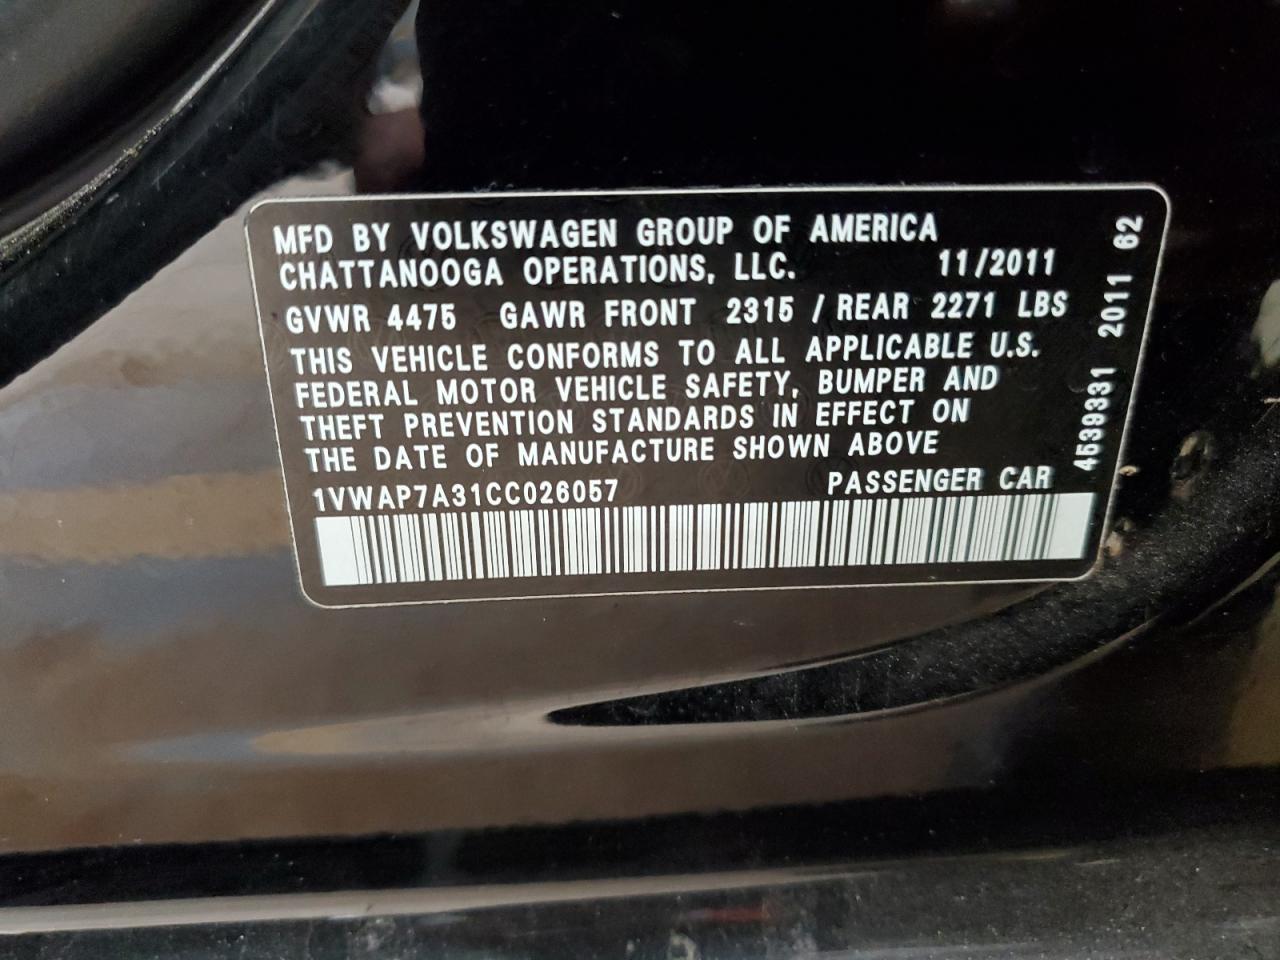 MFD BY VOLKSWAGEN GROUP OF AMERICA
CHATTANOOGA OPERATIONS, LLC. 11/2011
GVWR 4475 GAWR FRONT 2315 / REAR 2271 LBS
THIS VEHICLE CONFORMS TO ALL APPLICABLE U.S.
FEDERAL MOTOR VEHICLE SAFETY, BUMPER AND
THEFT PREVENTION STANDARDS IN EFFECT ON
THE DATE OF MANUFACTURE SHOWN ABOVE
1VWAP7A31CC026057 PASSENGER CAR
4539331 2011 62